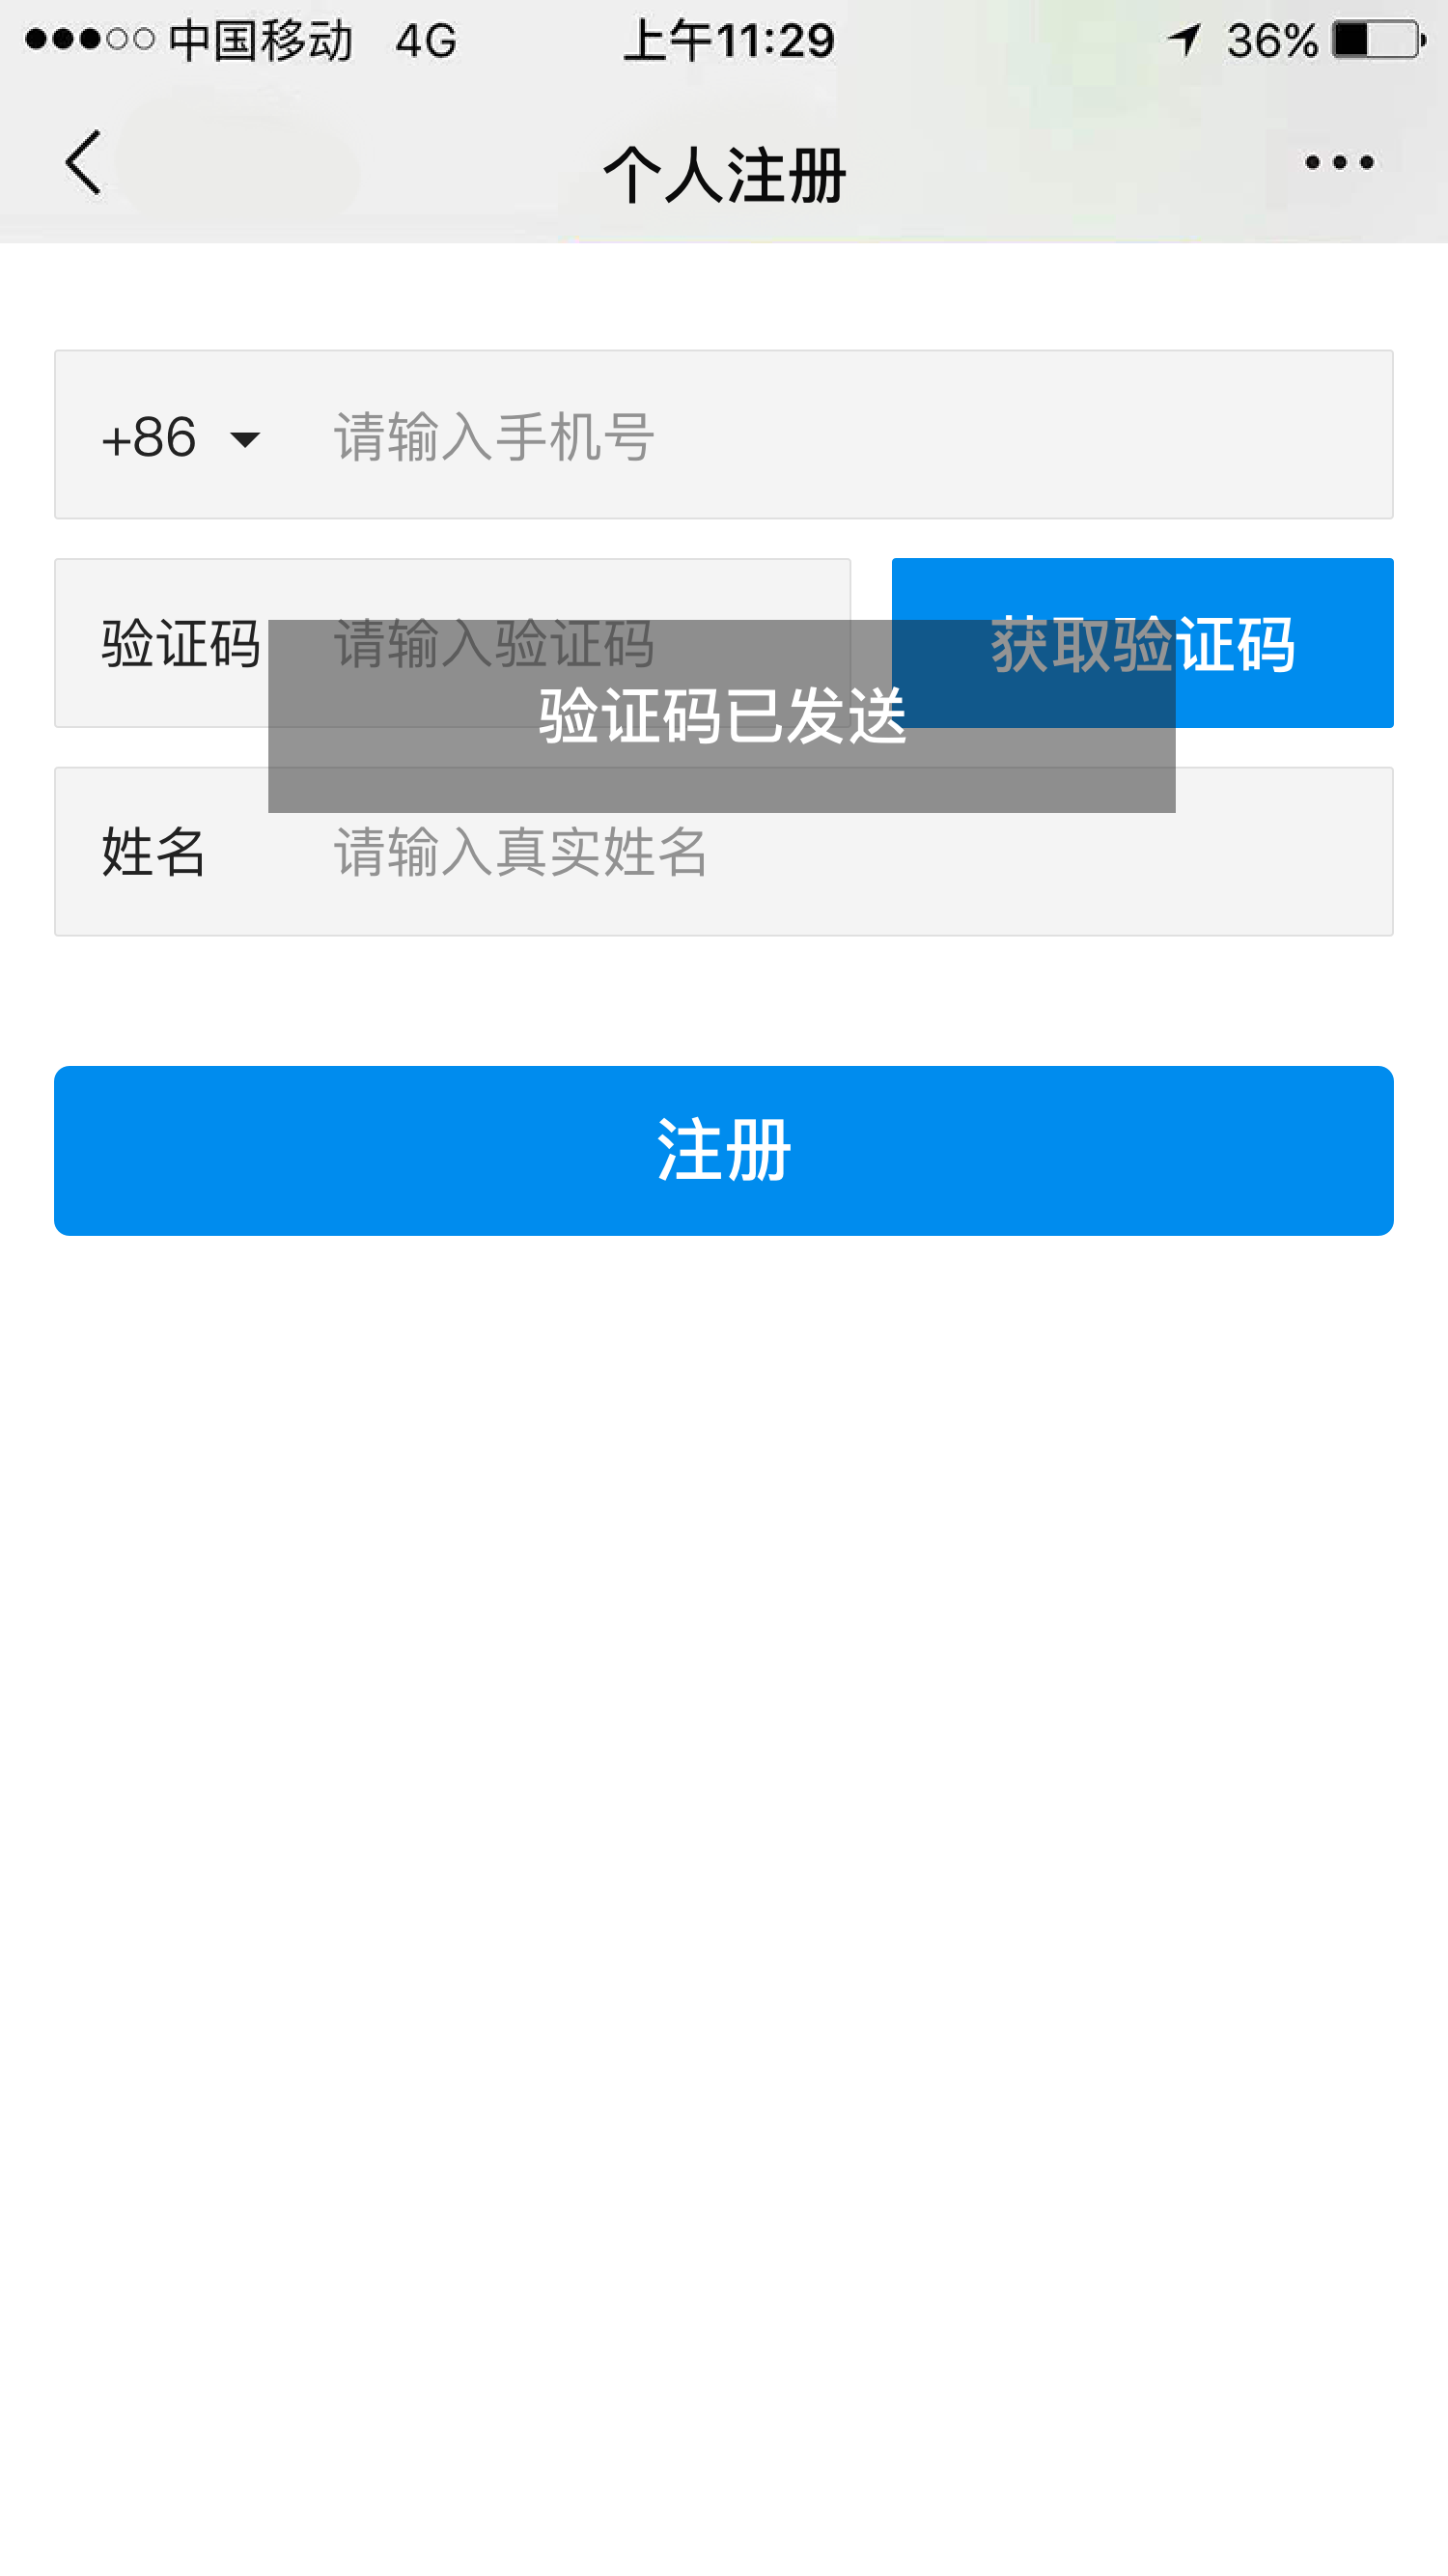 中国移动 4G 上午11:29 36%
个人注册
+86 请输入手机号
验证码 请输入验证码 获取验证码
验证码已发送
姓名 请输入真实姓名
注册